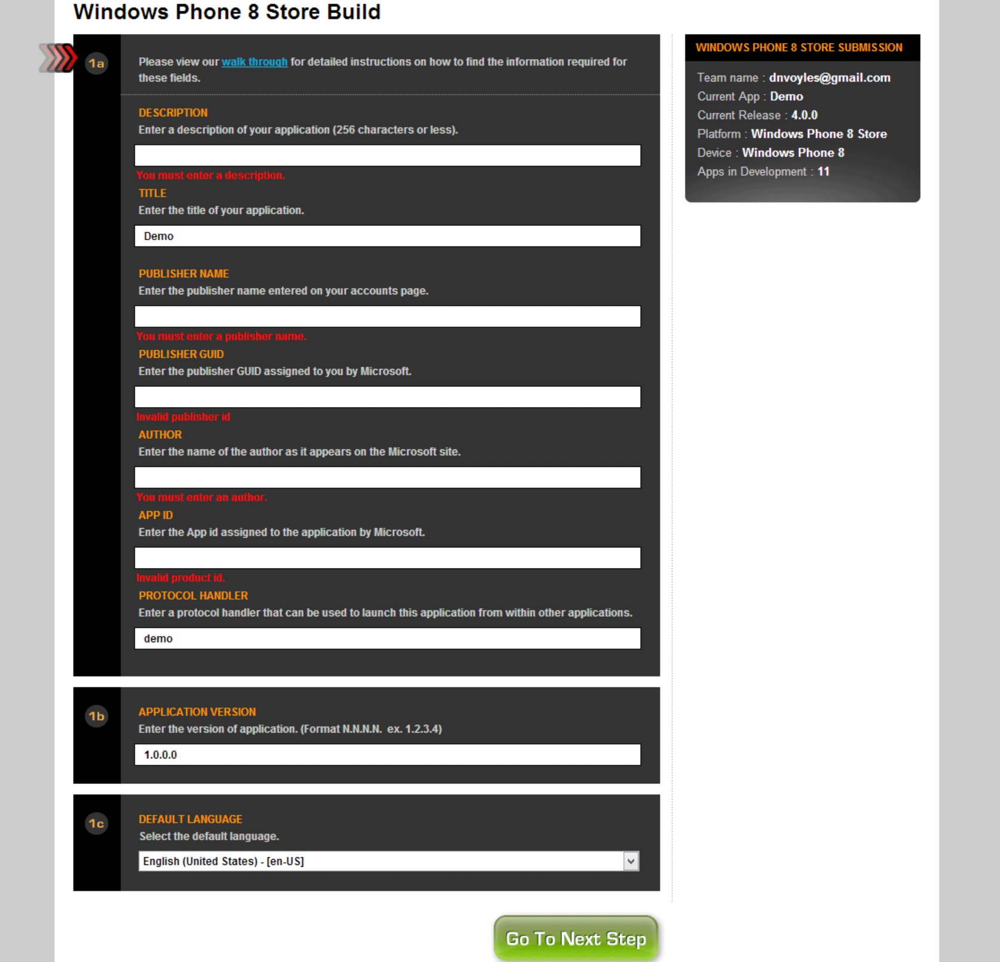 Windows Phone 8 Store Build
1a
Please view our walk through for detailed instructions on how to find the information required for
these fields.
DESCRIPTION
Enter a description of your application (256 characters or less).
You must enter a description.
TITLE
Enter the title of your application.
Demo
PUBLISHER NAME
Enter the publisher name entered on your accounts page.
You must enter a publisher name.
PUBLISHER GUID
Enter the publisher GUID assigned to you by Microsoft.
Invalid publisher id
AUTHOR
Enter the name of the author as it appears on the Microsoft site.
You must enter an author.
APP ID
Enter the App id assigned to the application by Microsoft.
Invalid product id.
PROTOCOL HANDLER
Enter a protocol handler that can be used to launch this application from within other applications.
demo
1b
APPLICATION VERSION
Enter the version of application. (Format N.N.N.N. ex. 1.2.3.4)
1.0.0.0
1c
DEFAULT LANGUAGE
Select the default language.
English (United States) - [en-US]
Go To Next Step
WINDOWS PHONE 8 STORE SUBMISSION
Team name : dnvoyles@gmail.com
Current App : Demo
Current Release : 4.0.0
Platform : Windows Phone 8 Store
Device : Windows Phone 8
Apps in Development : 11